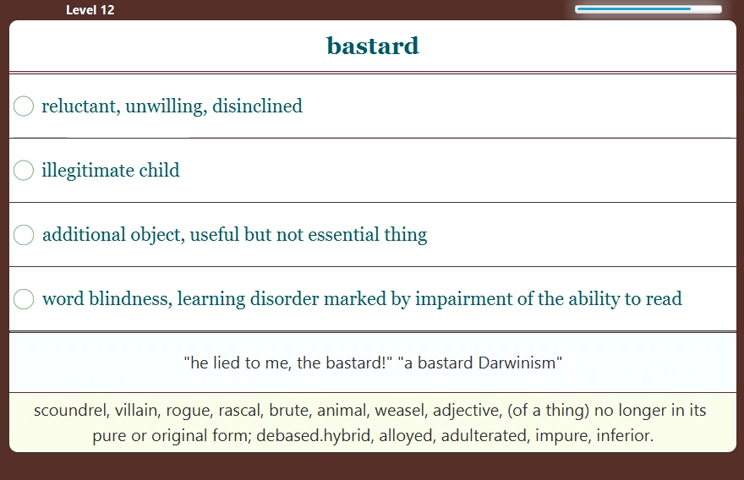 Level 12
bastard
reluctant, unwilling, disinclined
illegitimate child
additional object, useful but not essential thing
word blindness, learning disorder marked by impairment of the ability to read
"he lied to me, the bastard!" "a bastard Darwinism"
scoundrel, villain, rogue, rascal, brute, animal, weasel, adjective, (of a thing) no longer in its
pure or original form; debased.hybrid, alloyed, adulterated, impure, inferior.